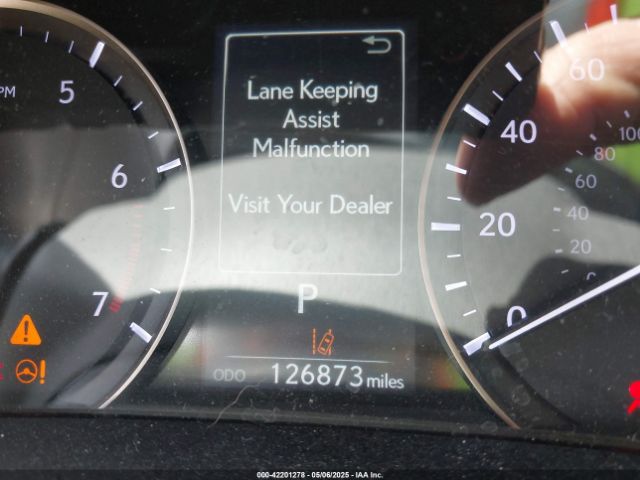 Lane Keeping
Assist
Malfunction
Visit Your Dealer
PM
5
6
7
P
ODO 126873 miles
60
40
20
0
100
80
60
40
20
000-42201278 - 05/06/2025 - IAA Inc.